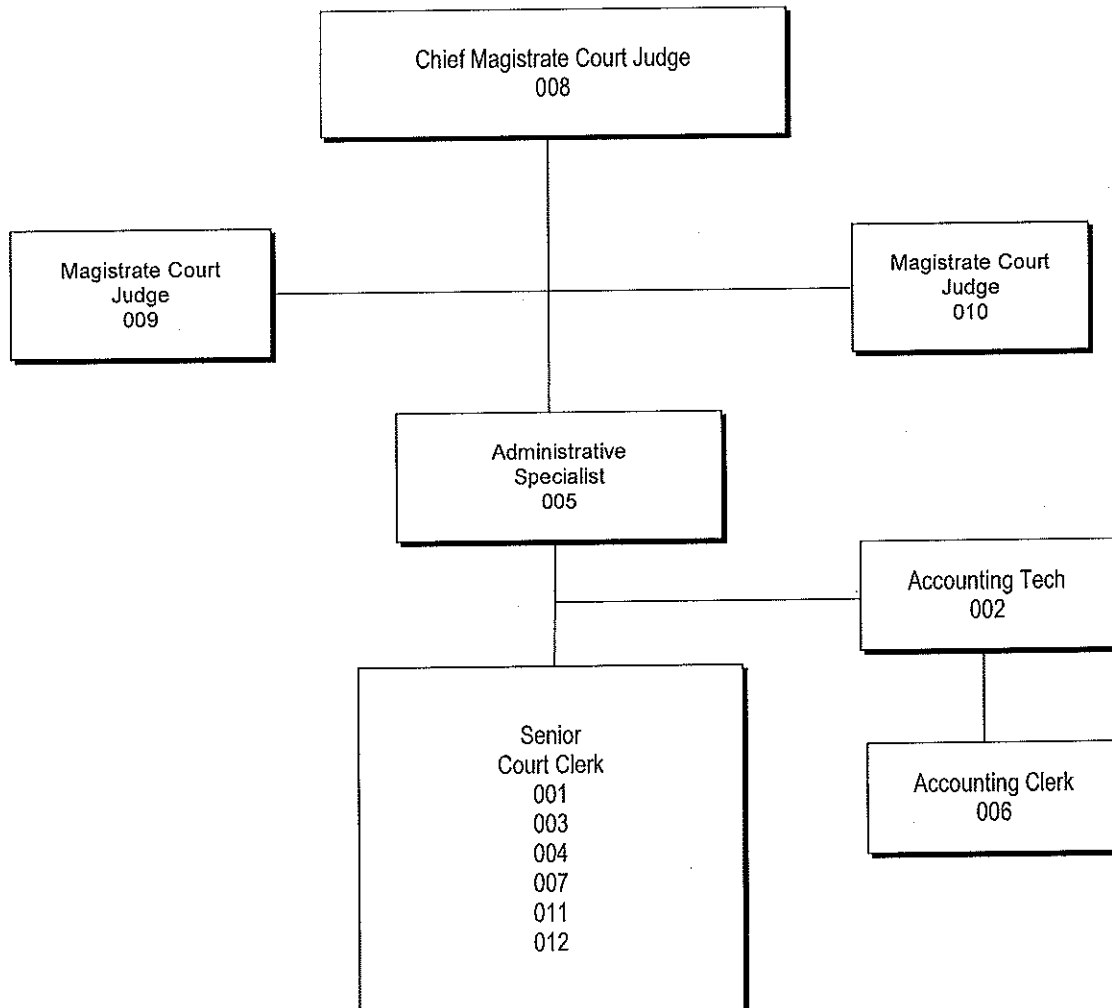 Chief Magistrate Court Judge
008
Magistrate Court
Judge
009
Magistrate Court
Judge
010
Administrative
Specialist
005
Accounting Tech
002
Senior
Court Clerk
001
003
004
007
011
012
Accounting Clerk
006